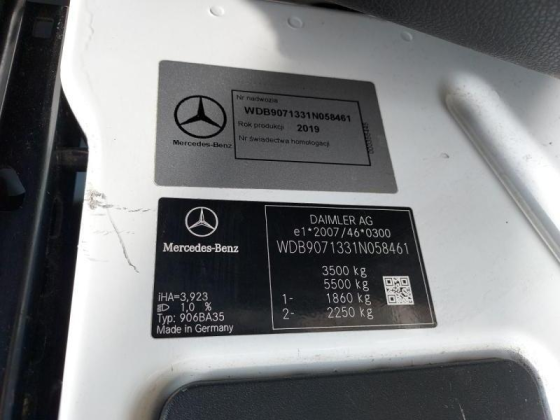 Nr nadwozia
WDB9071331N058461
Rok produkcji 2019
Nr świadectwa homologacji
Mercedes-Benz
DAIMLER AG
e1*2007/46*0300
WDB9071331N058461
3500 kg
5500 kg
1- 1860 kg
2- 2250 kg
Mercedes-Benz
iHA=3,923
1,0 %
Typ: 906BA35
Made in Germany